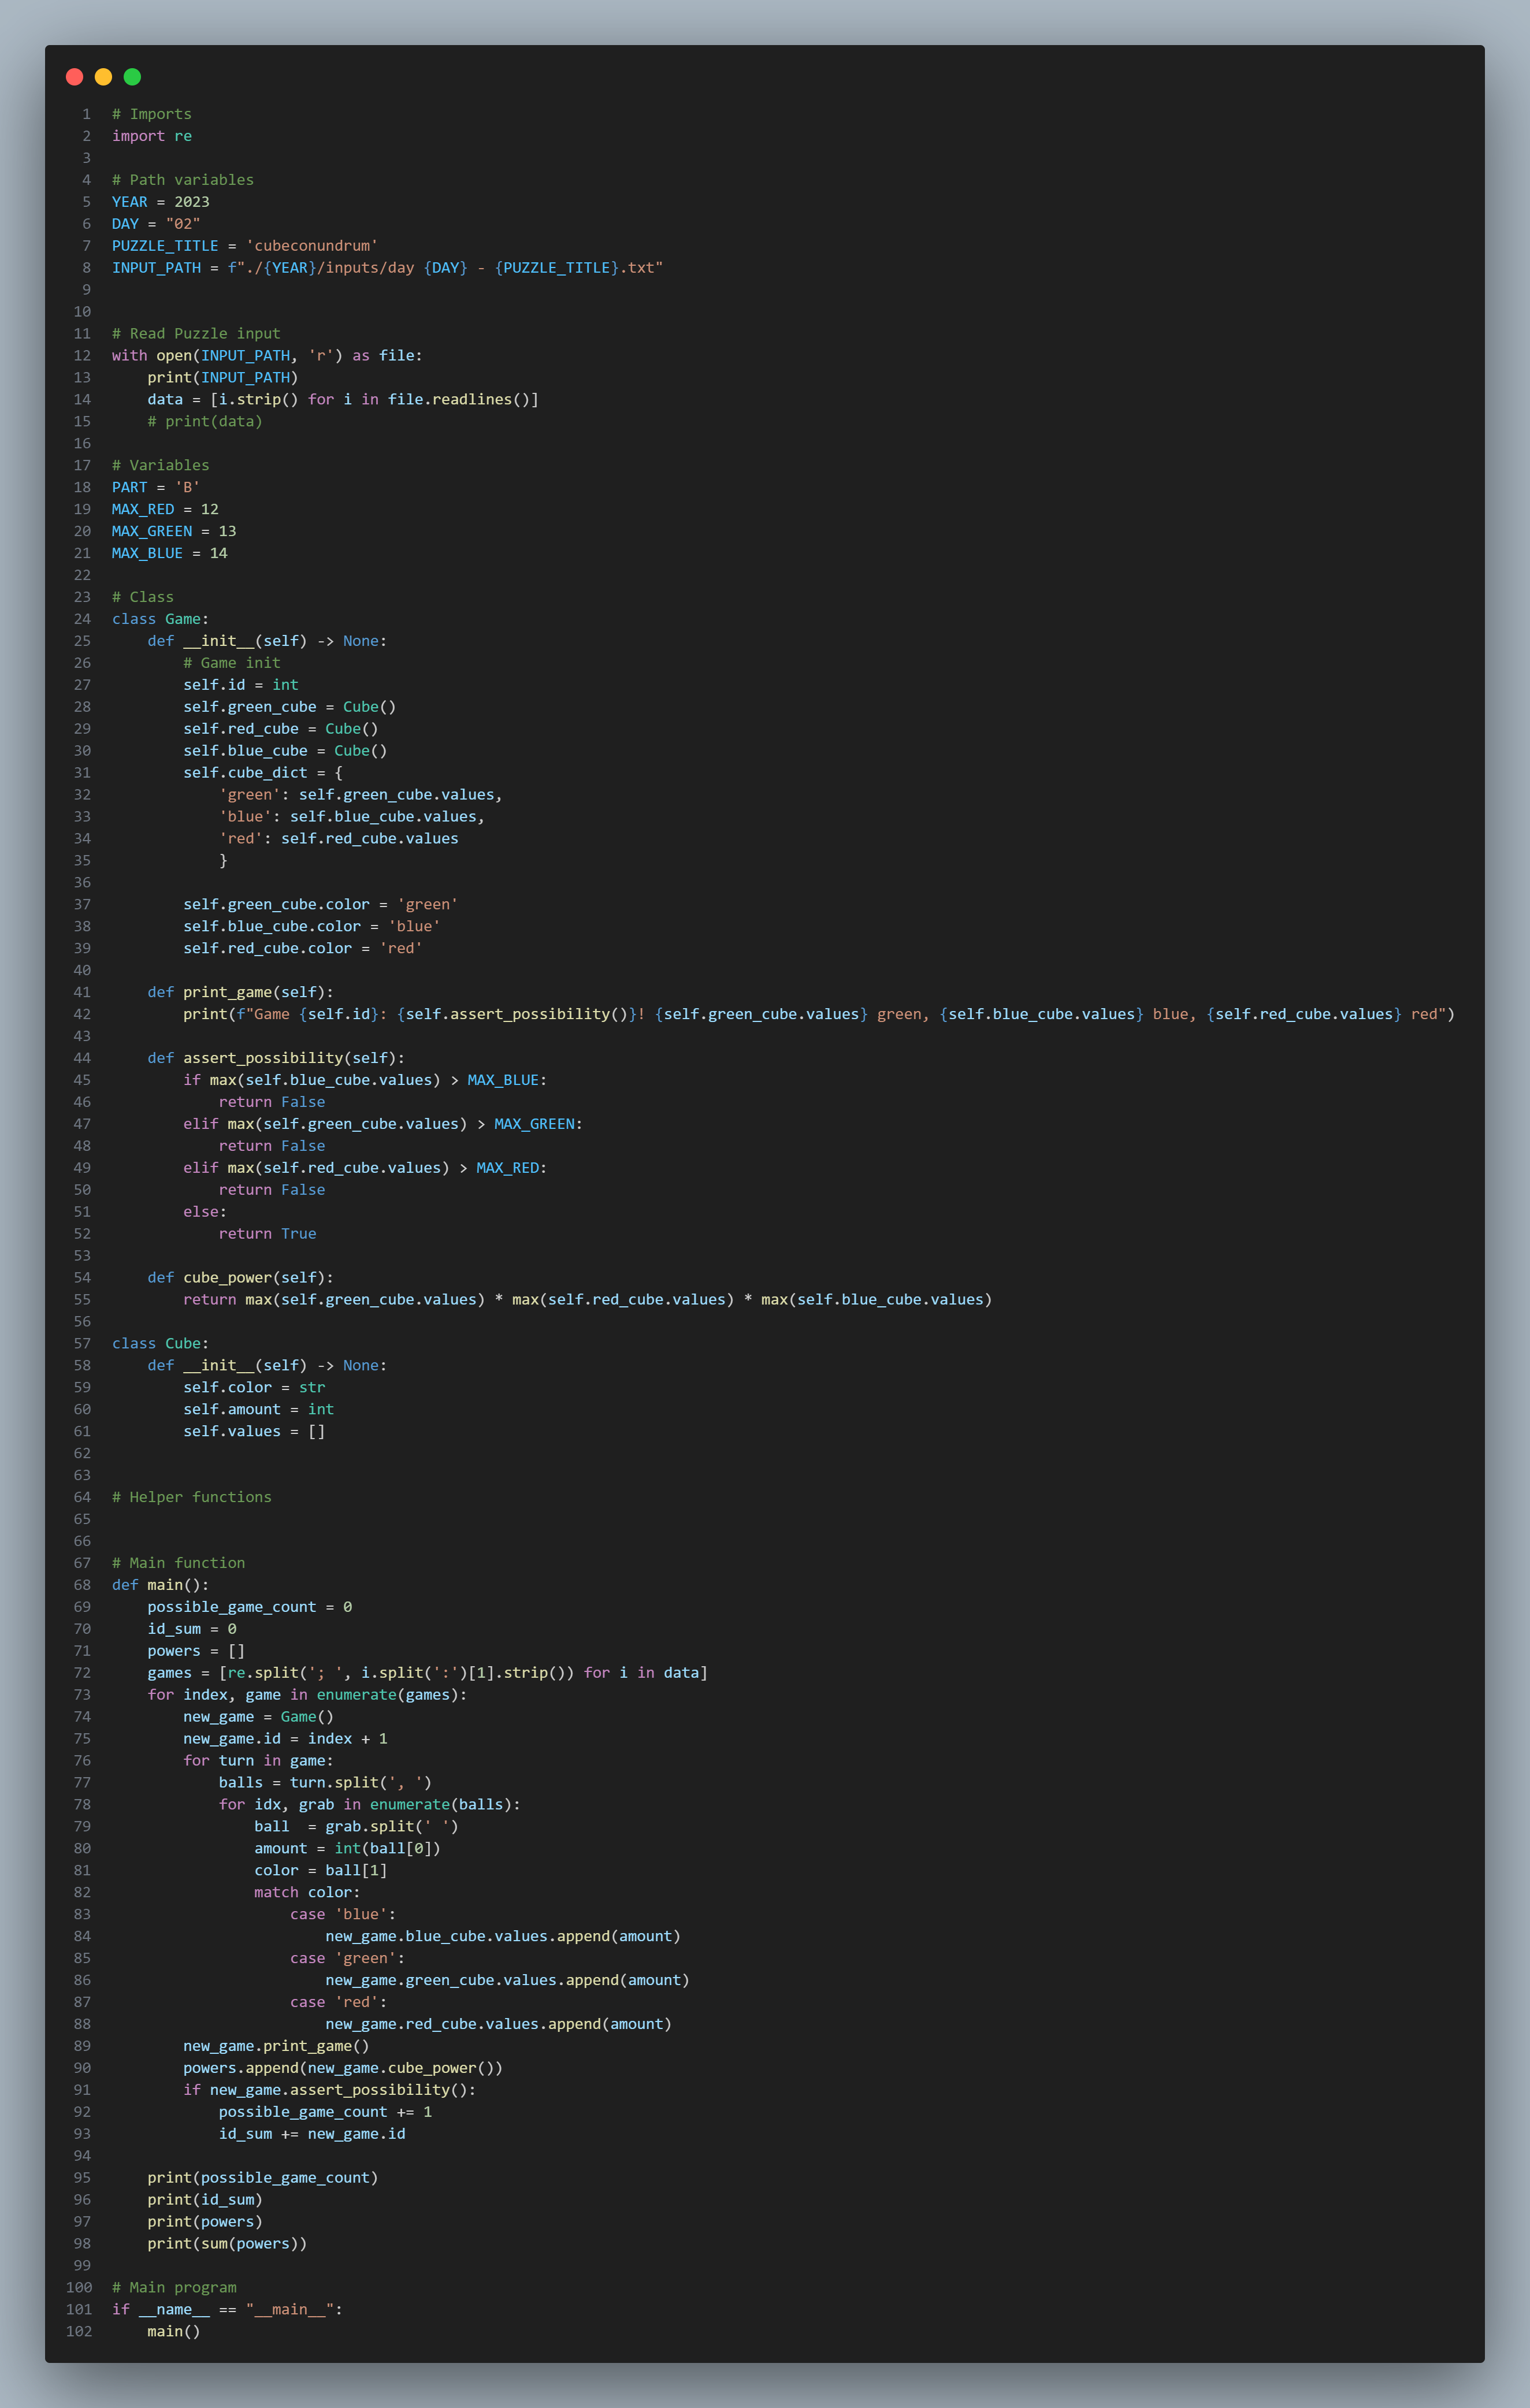 1 # Imports
2 import re
3
4 # Path variables
5 YEAR = 2023
6 DAY = "02"
7 PUZZLE_TITLE = 'cubeconundrum'
8 INPUT_PATH = f"./{YEAR}/inputs/day {DAY} - {PUZZLE_TITLE}.txt"
9
10
11 # Read Puzzle input
12 with open(INPUT_PATH, 'r') as file:
13     print(INPUT_PATH)
14     data = [i.strip() for i in file.readlines()]
15     # print(data)
16
17 # Variables
18 PART = 'B'
19 MAX_RED = 12
20 MAX_GREEN = 13
21 MAX_BLUE = 14
22
23 # Class
24 class Game:
25     def __init__(self) -> None:
26         # Game init
27         self.id = int
28         self.green_cube = Cube()
29         self.red_cube = Cube()
30         self.blue_cube = Cube()
31         self.cube_dict = {
32             'green': self.green_cube.values,
33             'blue': self.blue_cube.values,
34             'red': self.red_cube.values
35             }
36
37         self.green_cube.color = 'green'
38         self.blue_cube.color = 'blue'
39         self.red_cube.color = 'red'
40
41     def print_game(self):
42         print(f"Game {self.id}: {self.assert_possibility()}! {self.green_cube.values} green, {self.blue_cube.values} blue, {self.red_cube.values} red")
43
44     def assert_possibility(self):
45         if max(self.blue_cube.values) > MAX_BLUE:
46             return False
47         elif max(self.green_cube.values) > MAX_GREEN:
48             return False
49         elif max(self.red_cube.values) > MAX_RED:
50             return False
51         else:
52             return True
53
54     def cube_power(self):
55         return max(self.green_cube.values) * max(self.red_cube.values) * max(self.blue_cube.values)
56
57 class Cube:
58     def __init__(self) -> None:
59         self.color = str
60         self.amount = int
61         self.values = []
62
63
64 # Helper functions
65
66
67 # Main function
68 def main():
69     possible_game_count = 0
70     id_sum = 0
71     powers = []
72     games = [re.split('; ', i.split(':')[1].strip()) for i in data]
73     for index, game in enumerate(games):
74         new_game = Game()
75         new_game.id = index + 1
76         for turn in game:
77             balls = turn.split(', ')
78             for idx, grab in enumerate(balls):
79                 ball  = grab.split(' ')
80                 amount = int(ball[0])
81                 color = ball[1]
82                 match color:
83                     case 'blue':
84                         new_game.blue_cube.values.append(amount)
85                     case 'green':
86                         new_game.green_cube.values.append(amount)
87                     case 'red':
88                         new_game.red_cube.values.append(amount)
89         new_game.print_game()
90         powers.append(new_game.cube_power())
91         if new_game.assert_possibility():
92             possible_game_count += 1
93             id_sum += new_game.id
94
95     print(possible_game_count)
96     print(id_sum)
97     print(powers)
98     print(sum(powers))
99
100 # Main program
101 if __name__ == "__main__":
102     main()